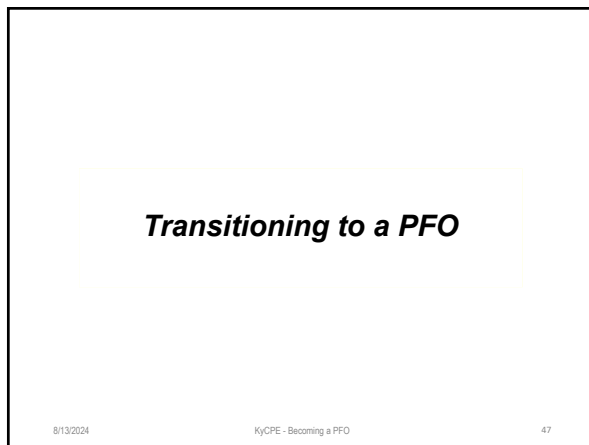 Transitioning to a PFO
8/13/2024 KyCPE - Becoming a PFO 47